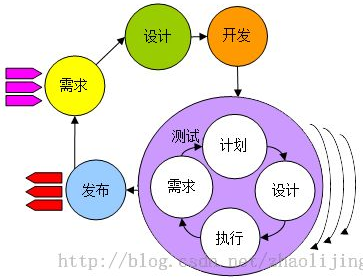 设计
开发
需求
测试
计划
需求
设计
发布
执行
http://blog.csdn.net/zhaolijing